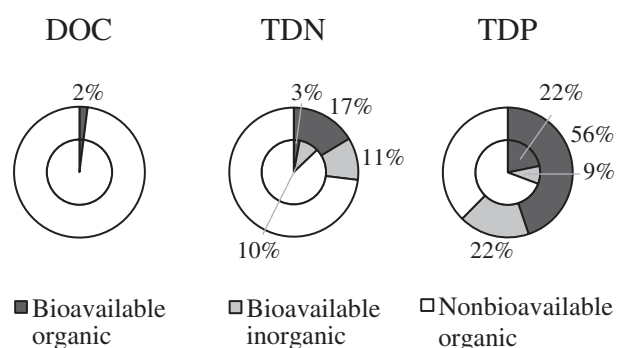 DOC
TDN
TDP
2%
3%
17%
11%
10%
22%
56%
9%
22%
Bioavailable
organic
Bioavailable
inorganic
Nonbioavailable
organic